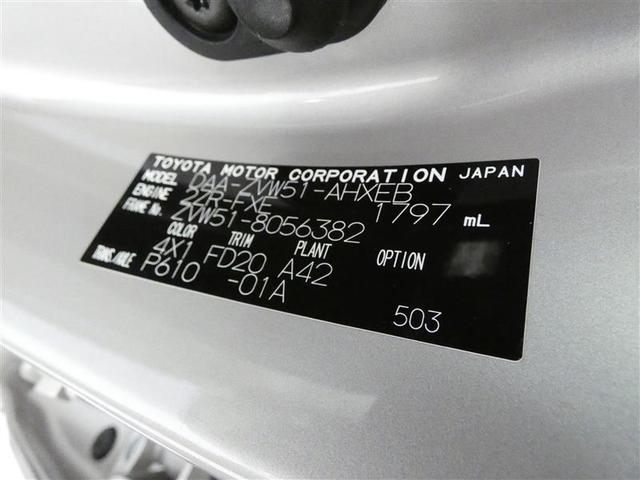 TOYOTA MOTOR CORPORATION JAPAN
MODEL DAA-ZVW51-AHXEB
ENGINE 2ZR-FXE 1797 mL
FRAME No. ZVW51-8056382
COLOR TRIM PLANT OPTION
4X1 FD20 A42
TRANS/AXLE P610 -01A
503